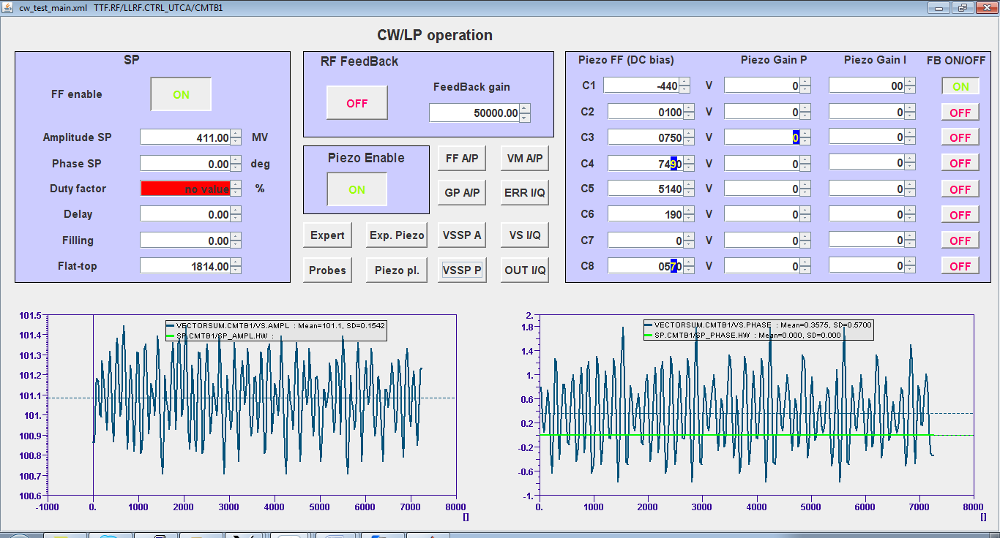 cw_test_main.xml TTF.RF/LLRF.CTRL_UTCA/CMTB1
CW/LP operation
SP
FF enable ON
Amplitude SP 411.00 MV
Phase SP 0.00 deg
Duty factor no value %
Delay 0.00
Filling 0.00
Flat-top 1814.00
RF FeedBack
OFF
FeedBack gain
50000.00
Piezo Enable
ON
FF A/P VM A/P
GP A/P ERR I/Q
Expert Exp. Piezo VSSP A VS I/Q
Probes Piezo pl. VSSP P OUT I/Q
Piezo FF (DC bias) Piezo Gain P Piezo Gain I FB ON/OFF
C1 -440 V 0 00 ON
C2 0100 V 0 0 OFF
C3 0750 V 0 0 OFF
C4 7490 V 0 0 OFF
C5 5140 V 0 0 OFF
C6 190 V 0 0 OFF
C7 0 V 0 0 OFF
C8 0570 V 0 0 OFF
VECTORSUM.CMTB1/VS.AMPL : Mean=101.1, SD=0.1542
SP.CMTB1/SP_AMPL.HW :
101.5
101.4
101.3
101.2
101.1
101.
100.9
100.8
100.7
100.6
-1000 0. 1000 2000 3000 4000 5000 6000 7000 8000
[]
VECTORSUM.CMTB1/VS.PHASE : Mean=0.3575, SD=0.5700
SP.CMTB1/SP_PHASE.HW : Mean=0.000, SD=0.000
2.
1.8
1.4
1.
0.6
0.2
-0.2
-0.6
-1.
0. 1000 2000 3000 4000 5000 6000 7000 8000
[]